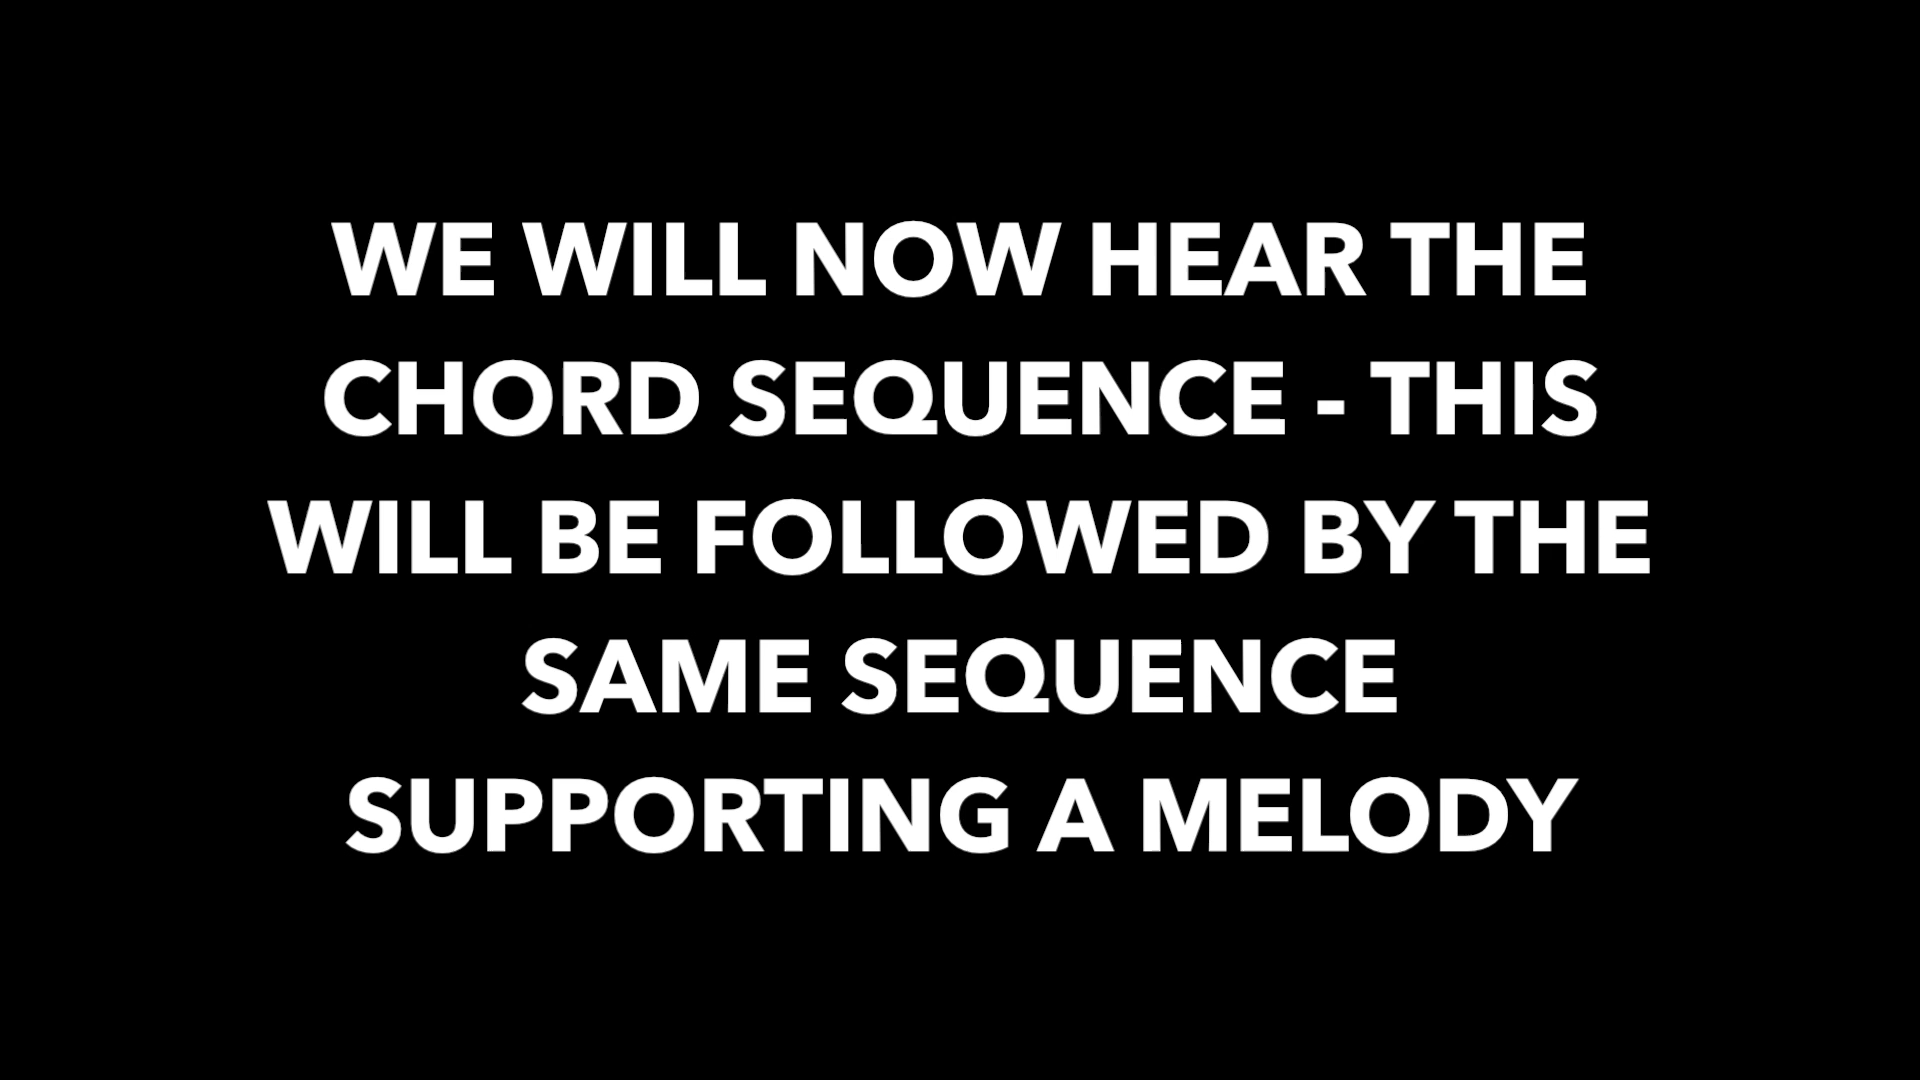 WE WILL NOW HEAR THE
CHORD SEQUENCE - THIS
WILL BE FOLLOWED BY THE
SAME SEQUENCE
SUPPORTING A MELODY